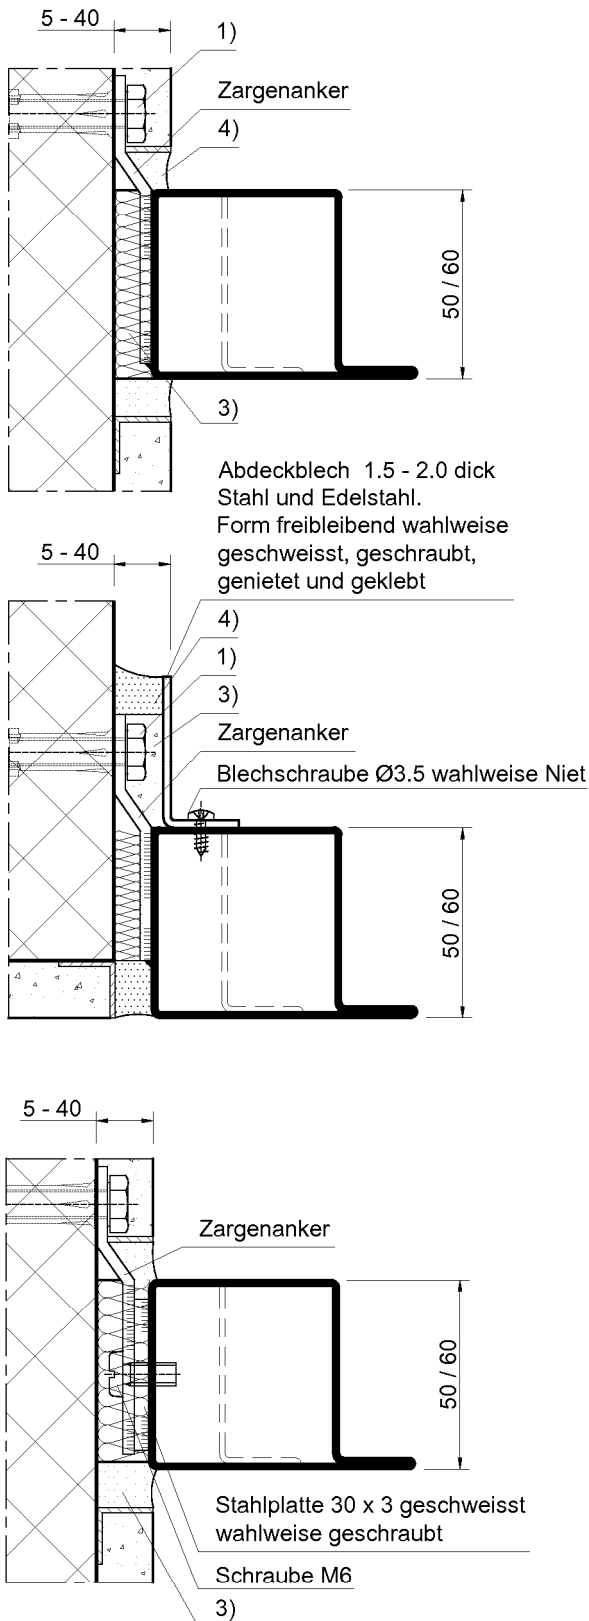 5 - 40
1)
Zargenanker
4)
50 / 60
3)
Abdeckblech 1.5 - 2.0 dick
Stahl und Edelstahl.
Form freibleibend wahlweise
geschweisst, geschraubt,
genietet und geklebt
5 - 40
4)
1)
3)
Zargenanker
Blechschraube Ø3.5 wahlweise Niet
50 / 60
5 - 40
Zargenanker
50 / 60
Stahlplatte 30 x 3 geschweisst
wahlweise geschraubt
Schraube M6
3)